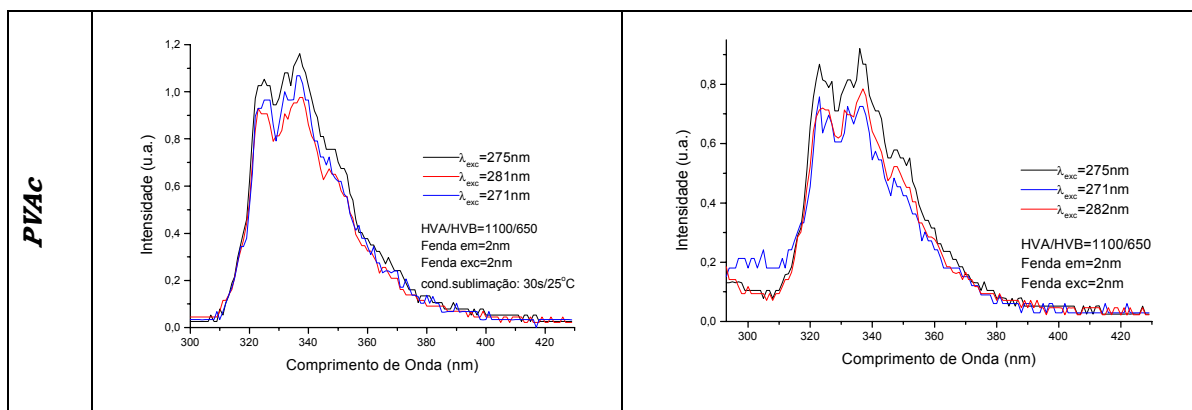 PVAc
1,2
1,0
0,8
0,6
0,4
0,2
0,0
Intensidade (u.a.)
λexc=275nm
λexc=281nm
λexc=271nm
HVA/HVB=1100/650
Fenda em=2nm
Fenda exc=2nm
cond.sublimação: 30s/25°C
300 320 340 360 380 400 420
Comprimento de Onda (nm)
0,8
0,6
0,4
0,2
0,0
Intensidade (u.a.)
λexc=275nm
λexc=271nm
λexc=282nm
HVA/HVB=1100/650
Fenda em=2nm
Fenda exc=2nm
300 320 340 360 380 400 420
Comprimento de Onda (nm)